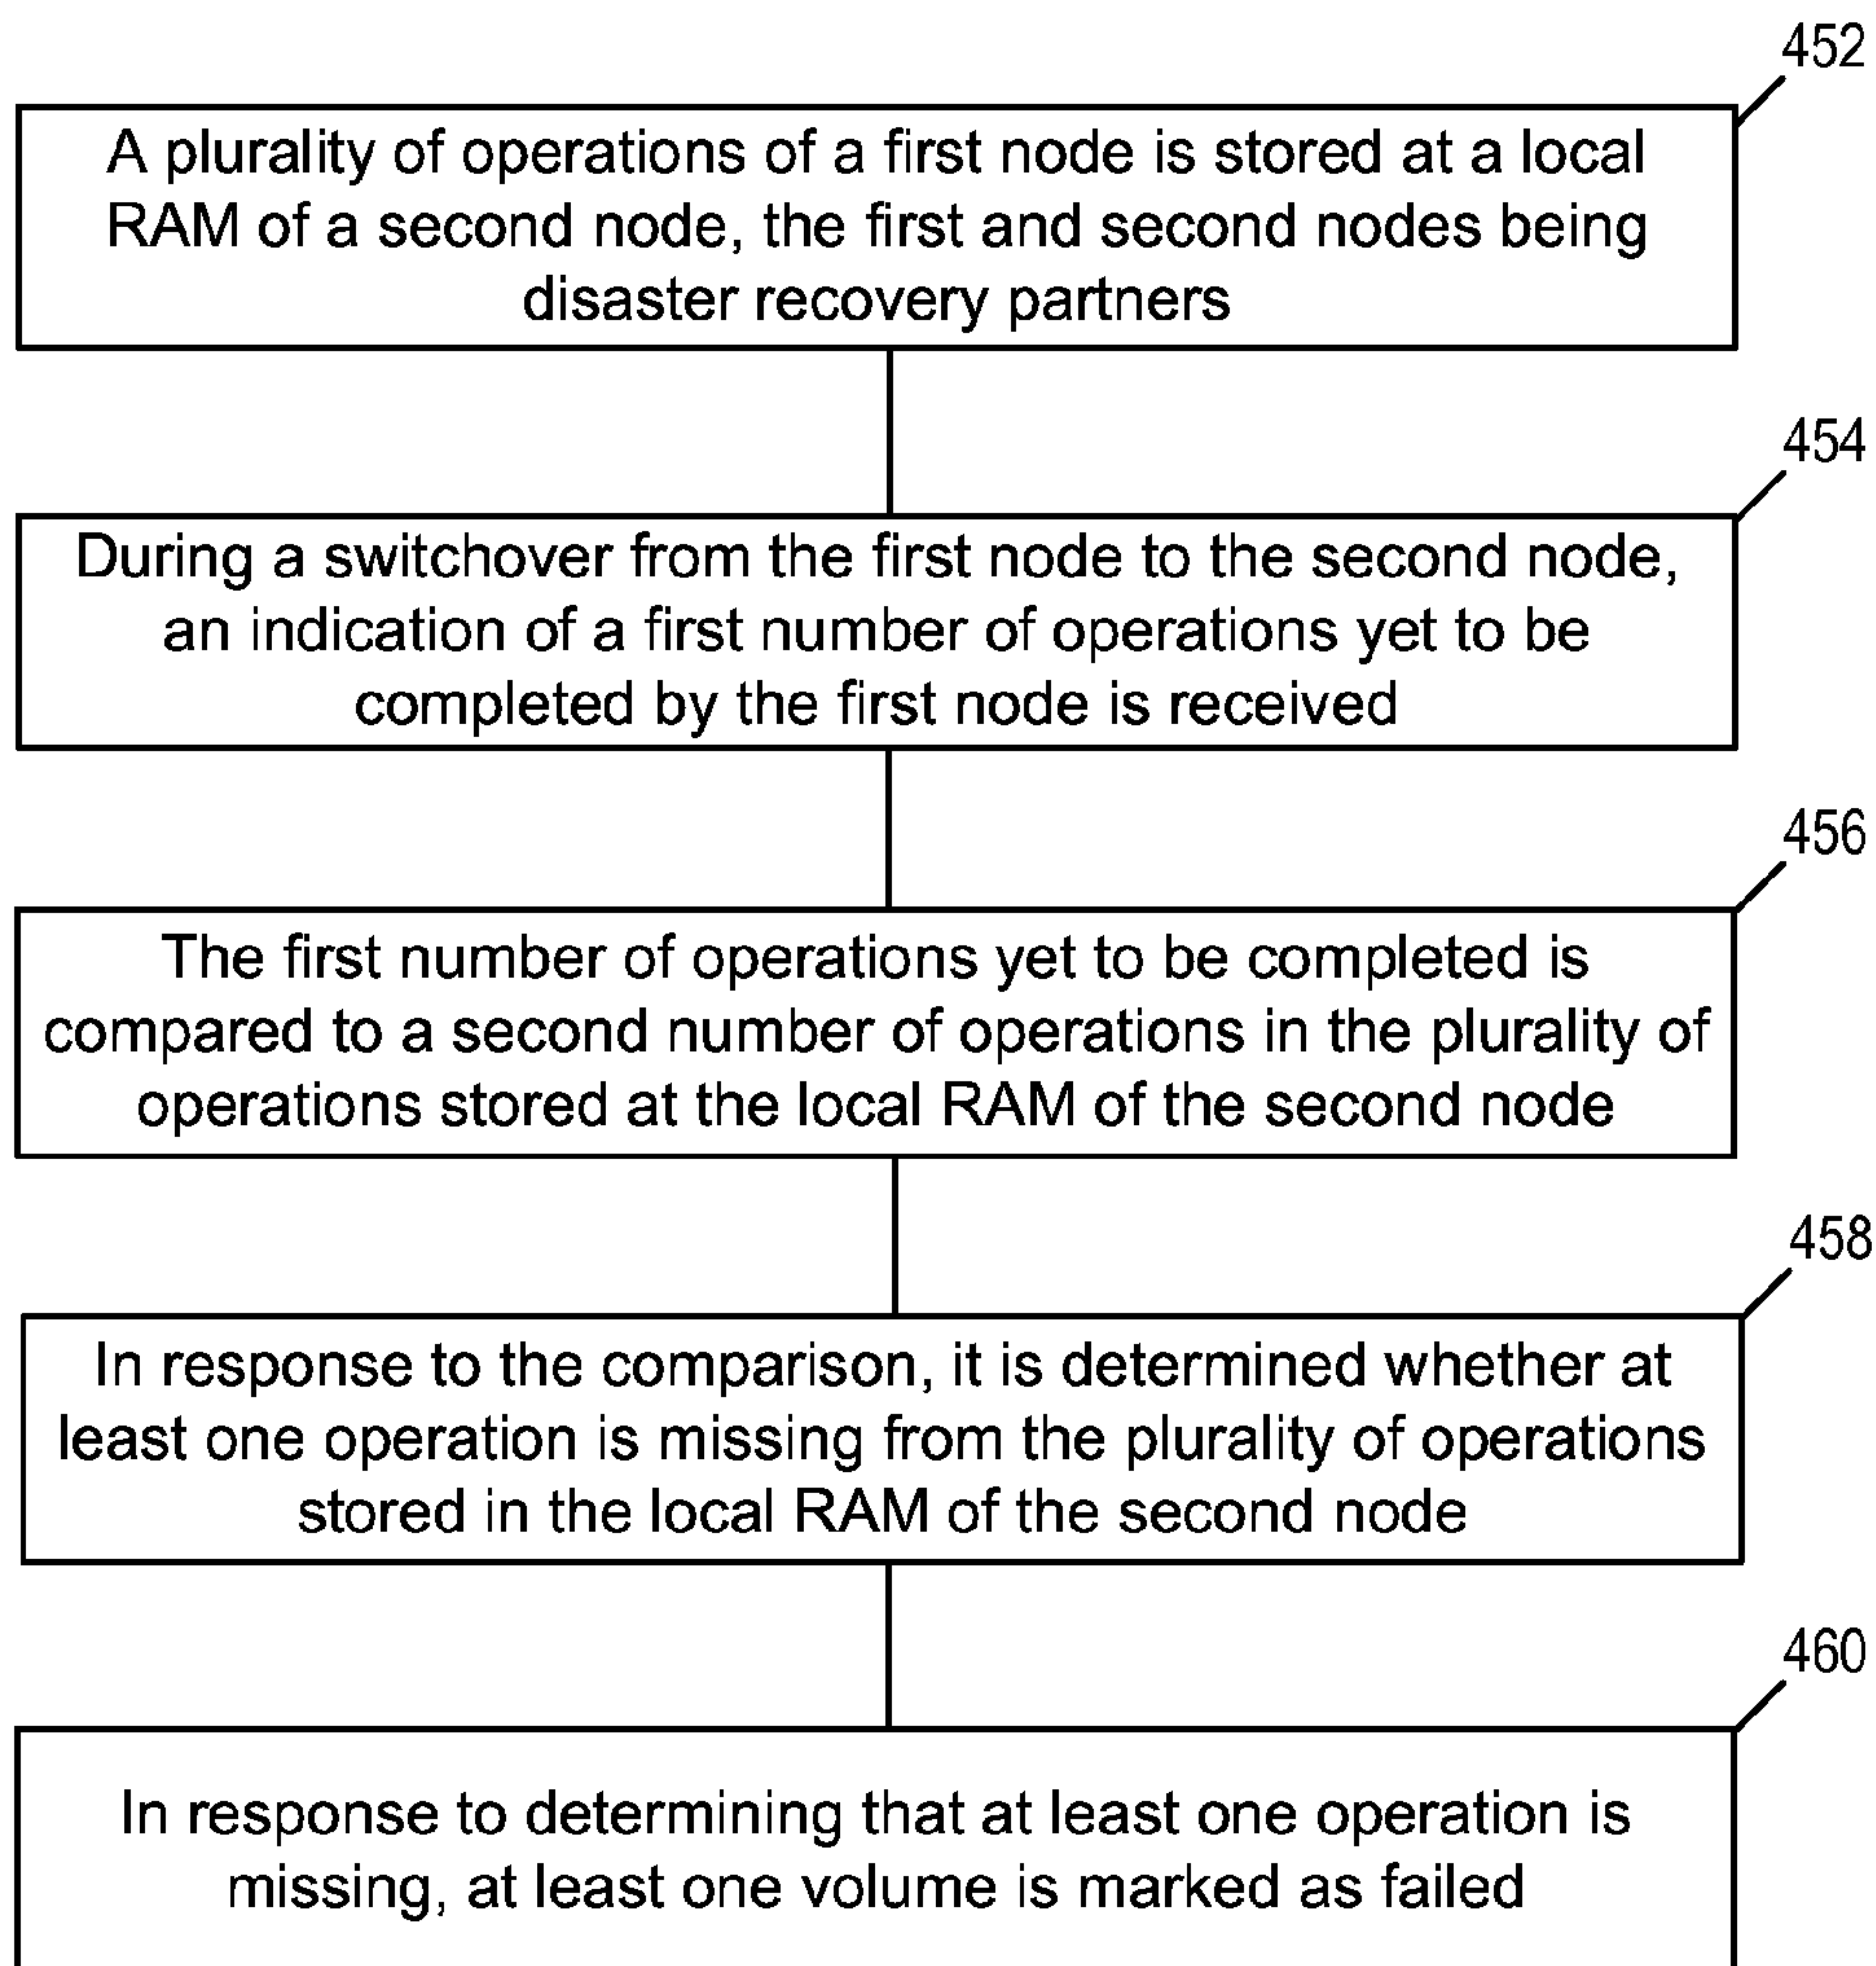 452
A plurality of operations of a first node is stored at a local
RAM of a second node, the first and second nodes being
disaster recovery partners
454
During a switchover from the first node to the second node,
an indication of a first number of operations yet to be
completed by the first node is received
456
The first number of operations yet to be completed is
compared to a second number of operations in the plurality of
operations stored at the local RAM of the second node
458
In response to the comparison, it is determined whether at
least one operation is missing from the plurality of operations
stored in the local RAM of the second node
460
In response to determining that at least one operation is
missing, at least one volume is marked as failed